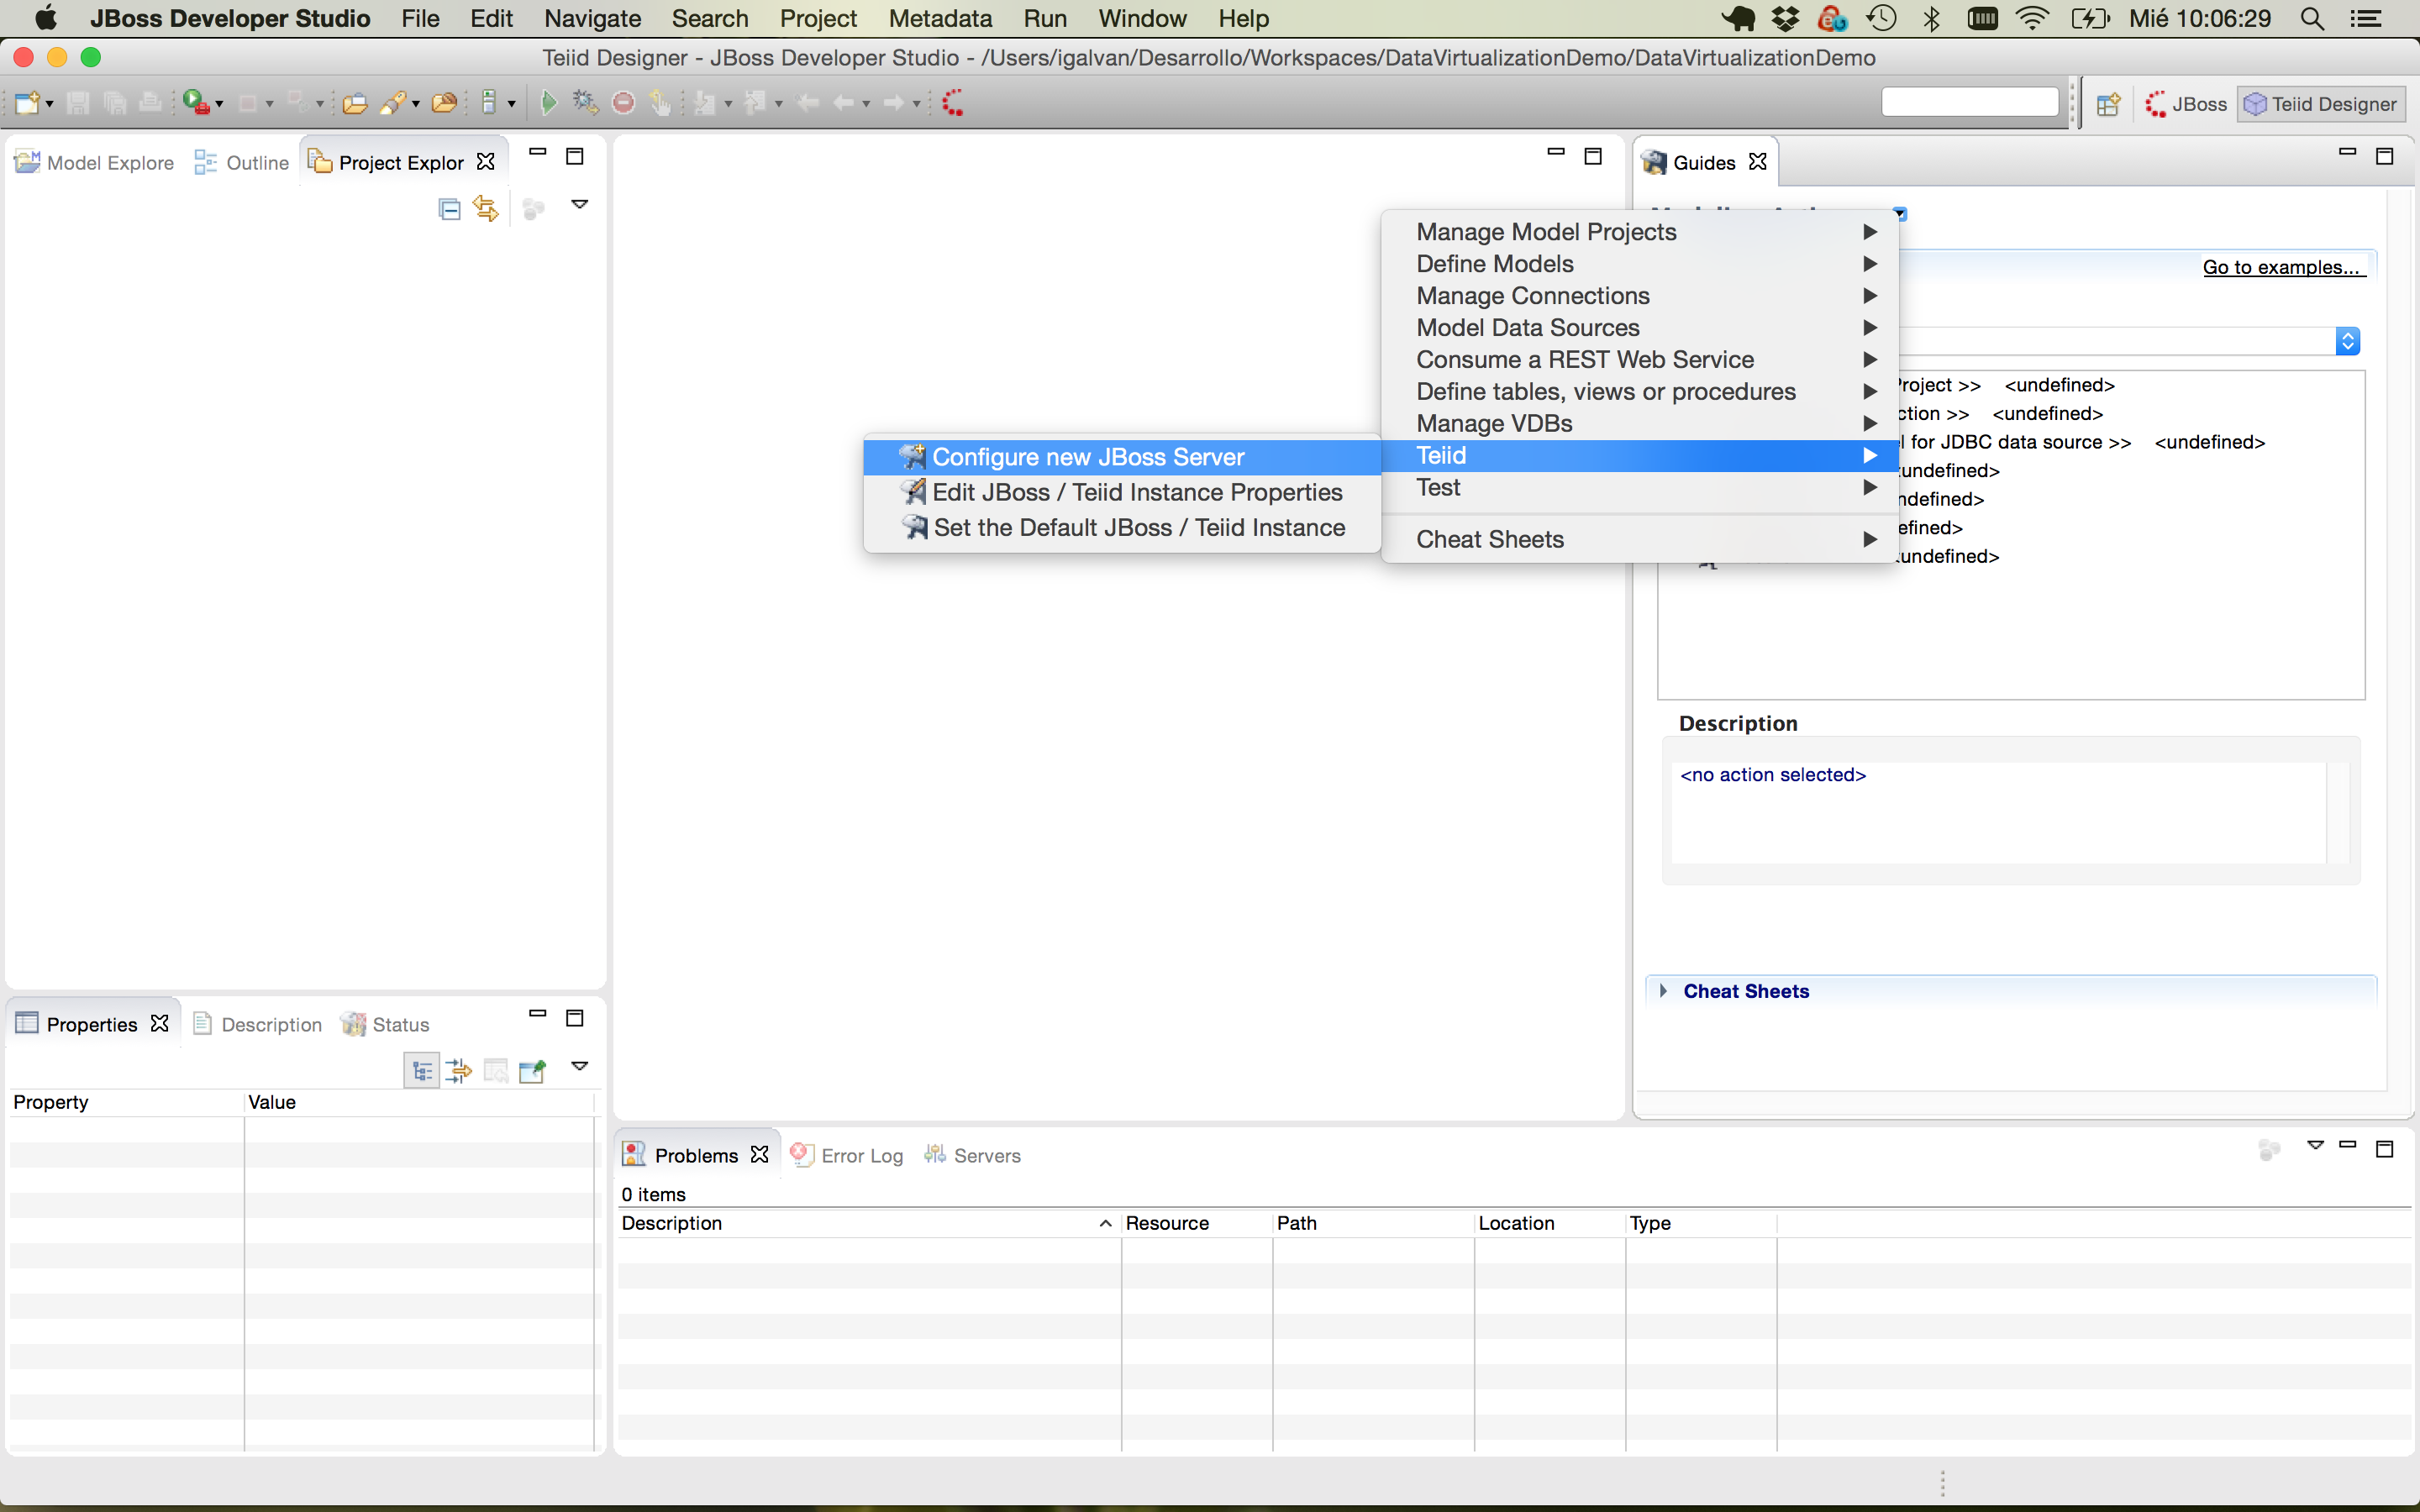 JBoss Developer Studio File Edit Navigate Search Project Metadata Run Window Help Mié 10:06:29
Teiid Designer - JBoss Developer Studio - /Users/igalvan/Desarrollo/Workspaces/DataVirtualizationDemo/DataVirtualizationDemo
JBoss Teiid Designer
Model Explore Outline Project Explor
Guides
Manage Model Projects
Define Models
Manage Connections
Model Data Sources
Consume a REST Web Service
Define tables, views or procedures
Manage VDBs
Teiid
Test
Cheat Sheets
Configure new JBoss Server
Edit JBoss / Teiid Instance Properties
Set the Default JBoss / Teiid Instance
Go to examples...
Project >> <undefined>
ction >> <undefined>
for JDBC data source >> <undefined>
undefined>
ndefined>
efined>
undefined>
Description
<no action selected>
Cheat Sheets
Properties Description Status
Property Value
Problems Error Log Servers
0 items
Description Resource Path Location Type